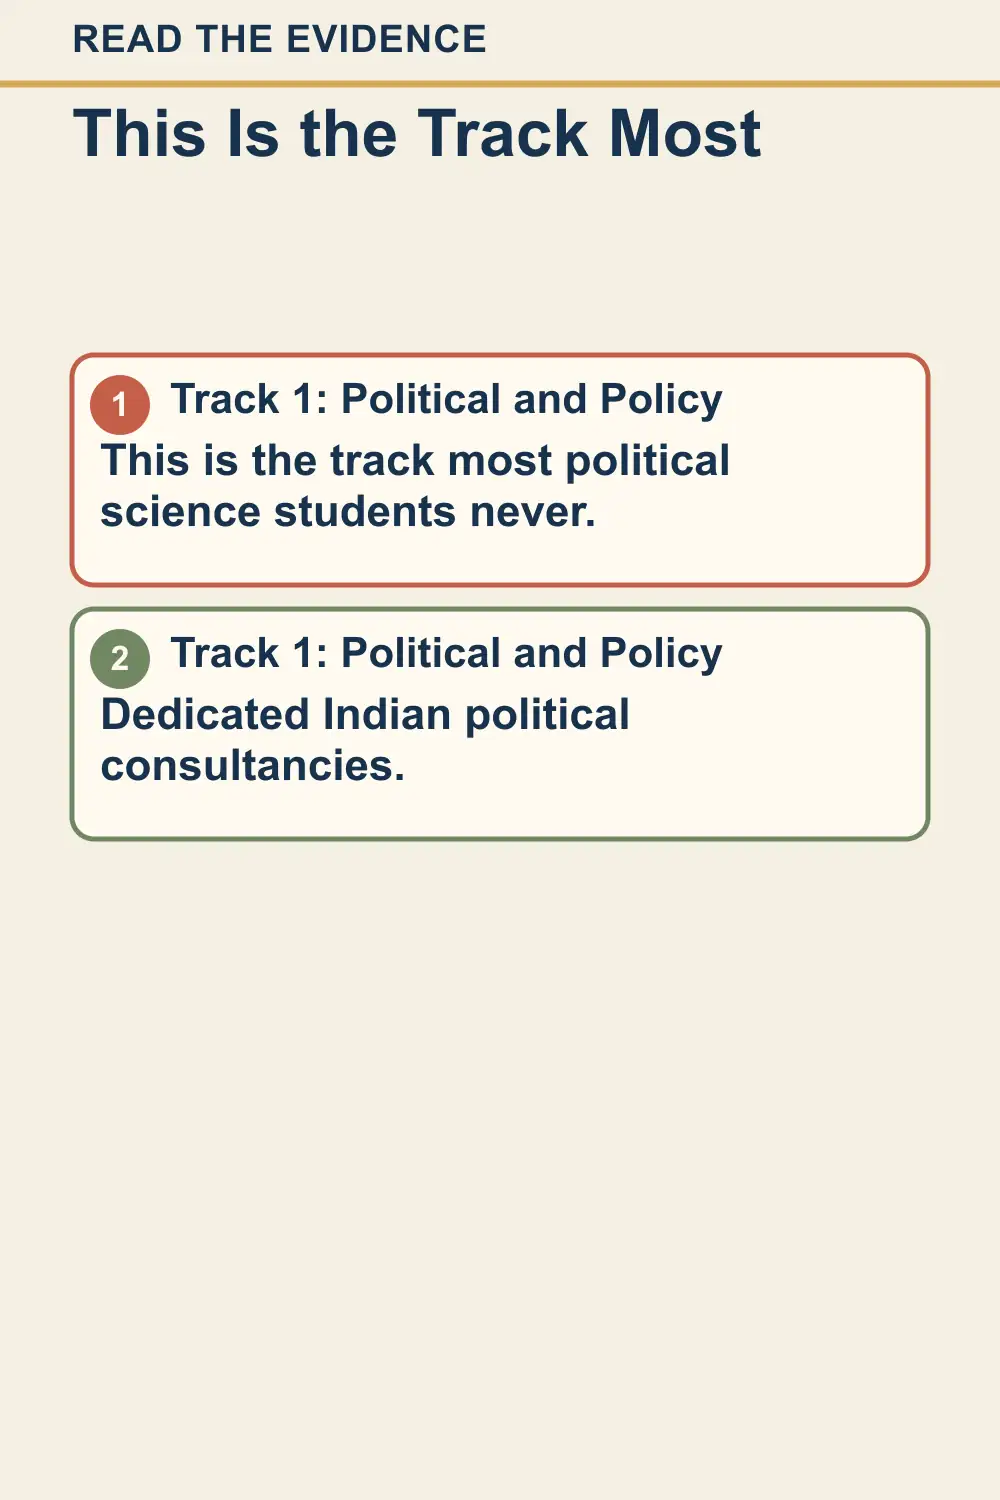 READ THE EVIDENCE
This Is the Track Most
1 Track 1: Political and Policy
This is the track most political
science students never.
2 Track 1: Political and Policy
Dedicated Indian political
consultancies.